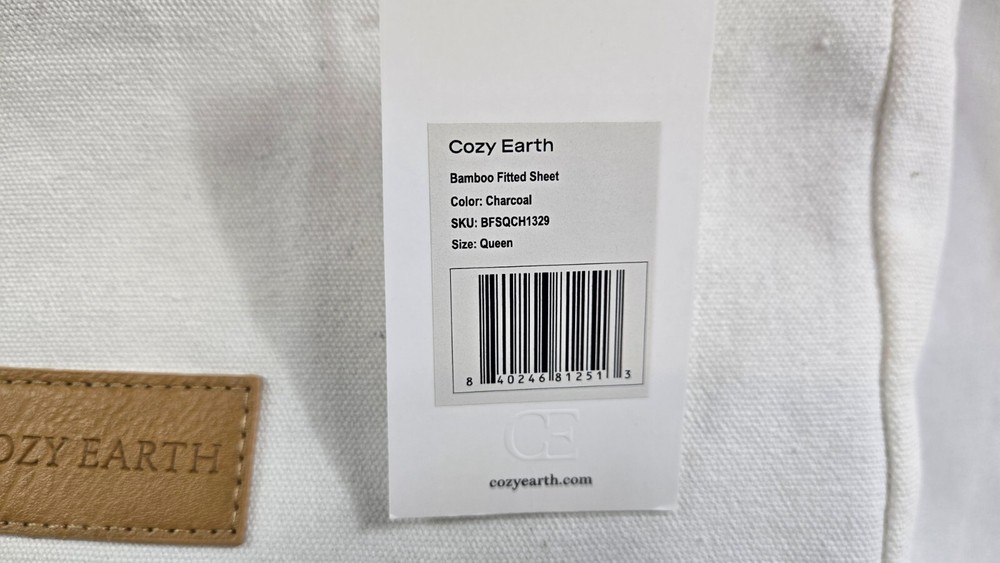 Cozy Earth
Bamboo Fitted Sheet
Color: Charcoal
SKU: BFSQCH1329
Size: Queen
8 40246 81251 3
CE
cozyearth.com
OZY EARTH